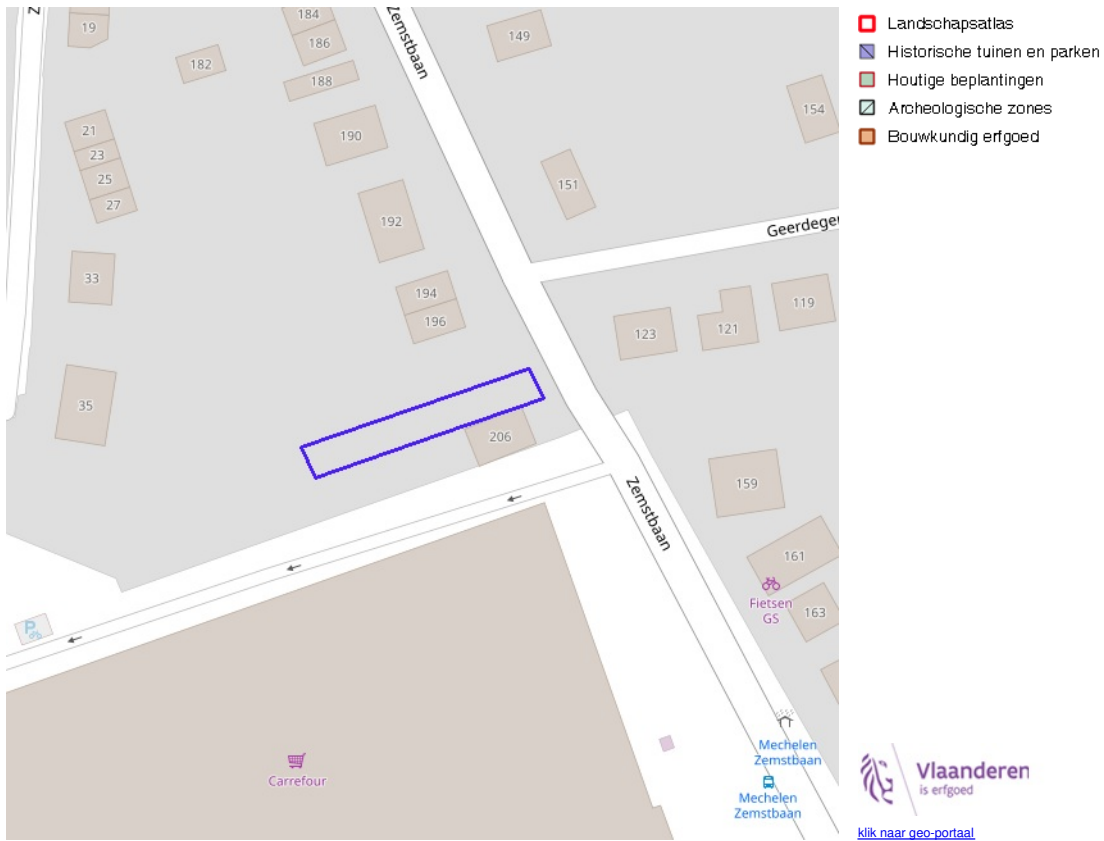 Z
19
184
186
182
188
190
Zemstbaan
149
154
151
21
23
25
27
192
33
194
196
Geerdege
123
121
119
35
206
159
Zemstbaan
161
Fietsen
GS
163
P
Carrefour
Mechelen
Zemstbaan
Mechelen
Zemstbaan
Landschapsatlas
Historische tuinen en parken
Houtige beplantingen
Archeologische zones
Bouwkundig erfgoed
Vlaanderen
is erfgoed
klik naar geo-portaal